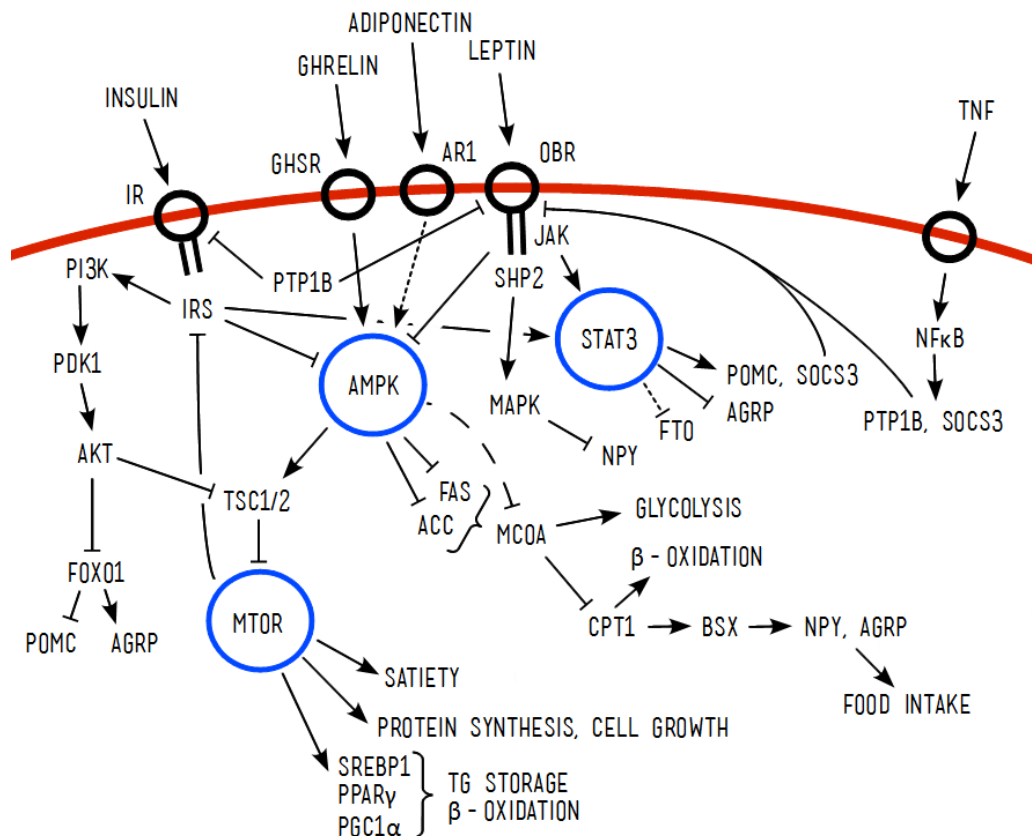 ADIPONECTIN
LEPTIN
GHRELIN
INSULIN
TNF
IR
GHSR
AR1
OBR
JAK
PI3K
PTP1B
SHP2
IRS
STAT3
NFκB
PDK1
AMPK
POMC, SOCS3
MAPK
AGRP
PTP1B, SOCS3
FTO
AKT
NPY
TSC1/2
FAS
ACC
MCOA
GLYCOLYSIS
β - OXIDATION
FOXO1
MTOR
CPT1
BSX
NPY, AGRP
POMC
AGRP
SATIETY
FOOD INTAKE
PROTEIN SYNTHESIS, CELL GROWTH
SREBP1
PPARγ
PGC1α
TG STORAGE
β - OXIDATION